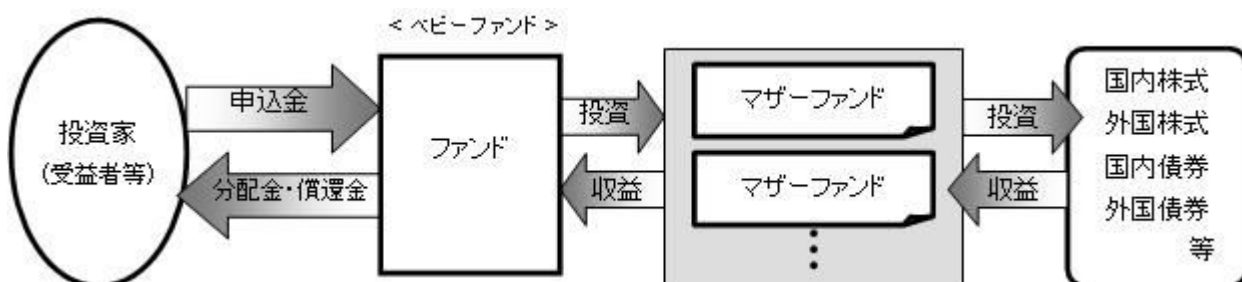 < ベビーファンド >
投資家
(受益者等)
申込金
分配金・償還金
ファンド
投資
収益
マザーファンド
マザーファンド
投資
収益
国内株式
外国株式
国内債券
外国債券
等